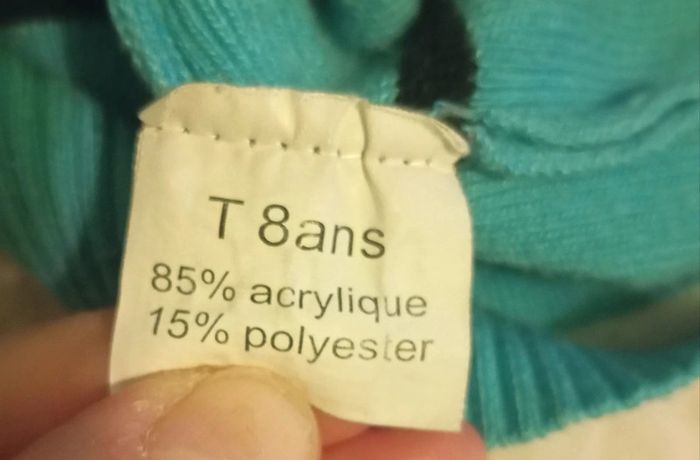 T 8ans
85% acrylique
15% polyester